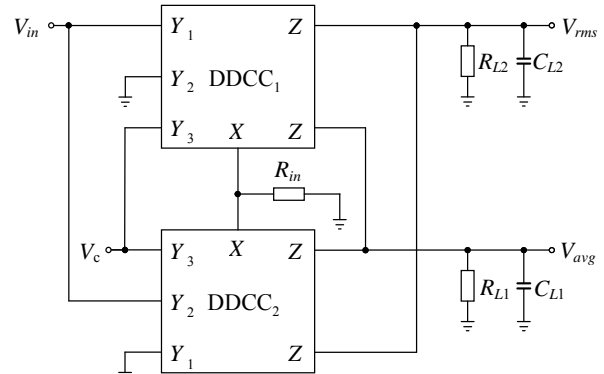 V_in Y_1 Z V_rms
Y_2 DDCC_1 R_L2 C_L2
Y_3 X Z
R_in
V_c Y_3 X Z V_avg
Y_2 DDCC_2 R_L1 C_L1
Y_1 Z